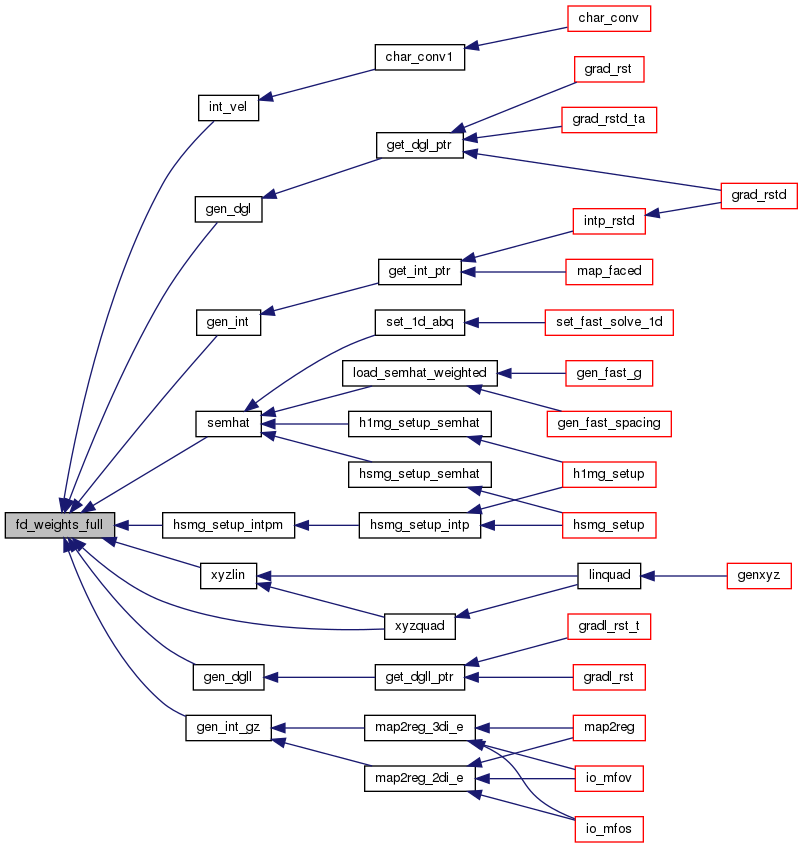 char_conv
char_conv1
grad_rst
int_vel
grad_rstd_ta
get_dgl_ptr
grad_rstd
gen_dgl
intp_rstd
get_int_ptr
map_faced
gen_int
set_1d_abq
set_fast_solve_1d
load_semhat_weighted
gen_fast_g
semhat
h1mg_setup_semhat
gen_fast_spacing
hsmg_setup_semhat
h1mg_setup
fd_weights_full
hsmg_setup_intpm
hsmg_setup_intp
hsmg_setup
xyzlin
linquad
genxyz
xyzquad
gradl_rst_t
gen_dgll
get_dgll_ptr
gradl_rst
gen_int_gz
map2reg_3di_e
map2reg
map2reg_2di_e
io_mfov
io_mfos